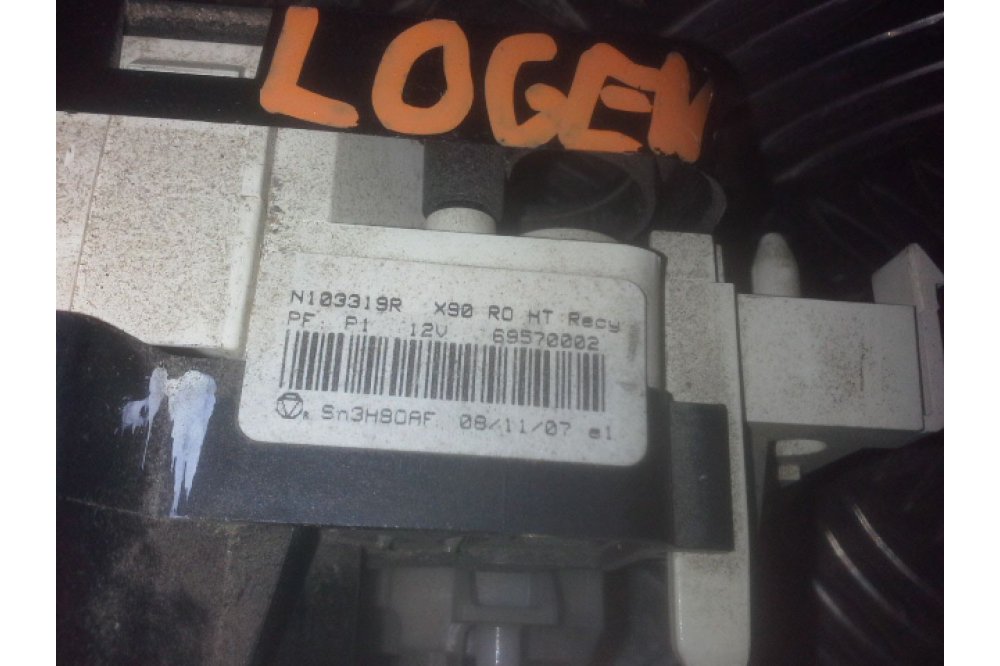 LOGEN
N103319R X90 RO HT Recy
PF P1 12V 69570002
Sn3H80AF 08/11/07 e1